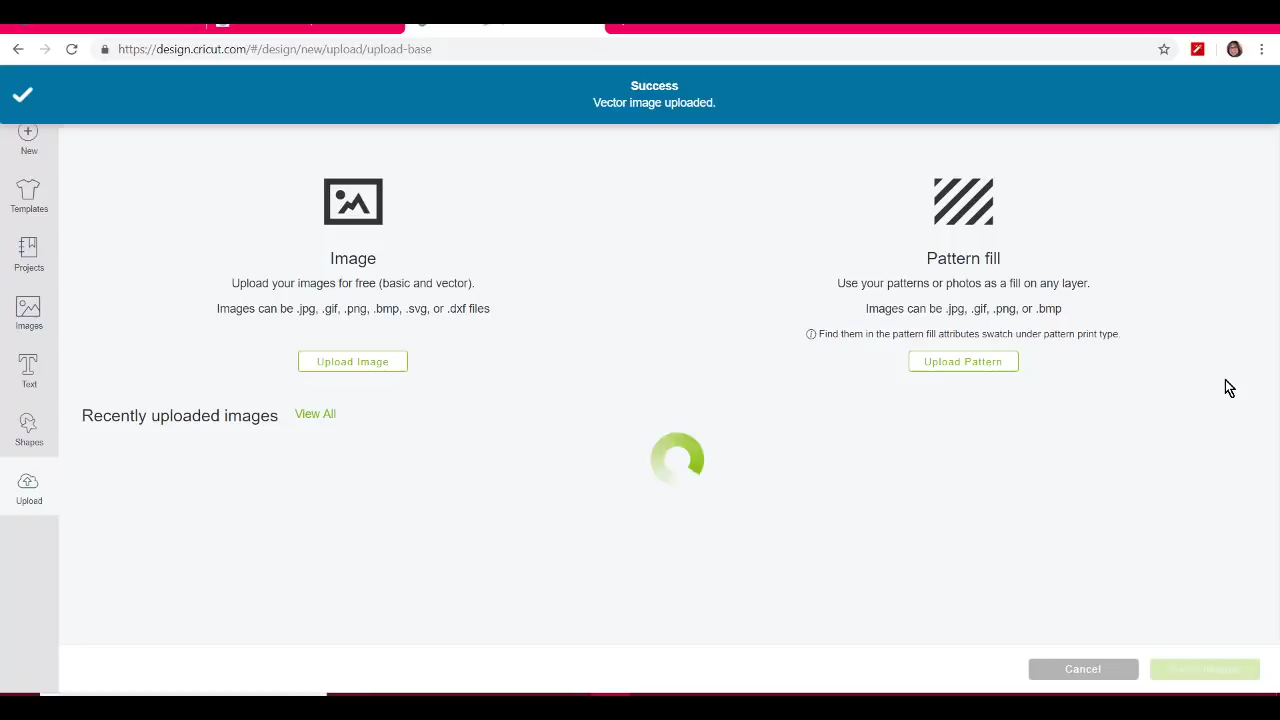 https://design.cricut.com/#/design/new/upload/upload-base
Success
Vector image uploaded.
New
Templates
Projects
Images
Text
Shapes
Upload
Image
Upload your images for free (basic and vector).
Images can be .jpg, .gif, .png, .bmp, .svg, or .dxf files
Upload Image
Pattern fill
Use your patterns or photos as a fill on any layer.
Images can be .jpg, .gif, .png, or .bmp
Find them in the pattern fill attributes swatch under pattern print type.
Upload Pattern
Recently uploaded images View All
Cancel